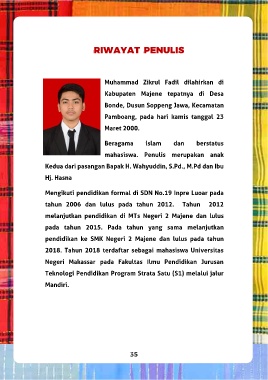 RIWAYAT PENULIS
Muhammad Zikrul Fadil dilahirkan di
Kabupaten Majene tepatnya di Desa
Bonde, Dusun Soppeng Jawa, Kecamatan
Pamboang, pada hari kamis tanggal 23
Maret 2000.
Beragama Islam dan berstatus
mahasiswa. Penulis merupakan anak
Kedua dari pasangan Bapak H. Wahyuddin, S.Pd., M.Pd dan Ibu
Hj. Hasna
Mengikuti pendidikan formal di SDN No.19 Inpre Luaor pada
tahun 2006 dan lulus pada tahun 2012. Tahun 2012
melanjutkan pendidikan di MTs Negeri 2 Majene dan lulus
pada tahun 2015. Pada tahun yang sama melanjutkan
pendidikan ke SMK Negeri 2 Majene dan lulus pada tahun
2018. Tahun 2018 terdaftar sebagai mahasiswa Universitas
Negeri Makassar pada Fakultas Ilmu Pendidikan Jurusan
Teknologi Pendidikan Program Strata Satu (S1) melalui jalur
Mandiri.
35